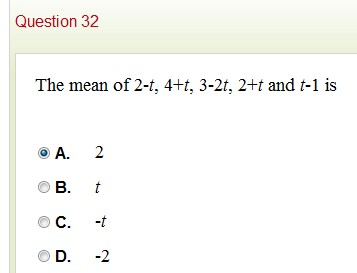 Question 32
The mean of 2-t, 4+t, 3-2t, 2+t and t-1 is
A. 2
B. t
C. -t
D. -2